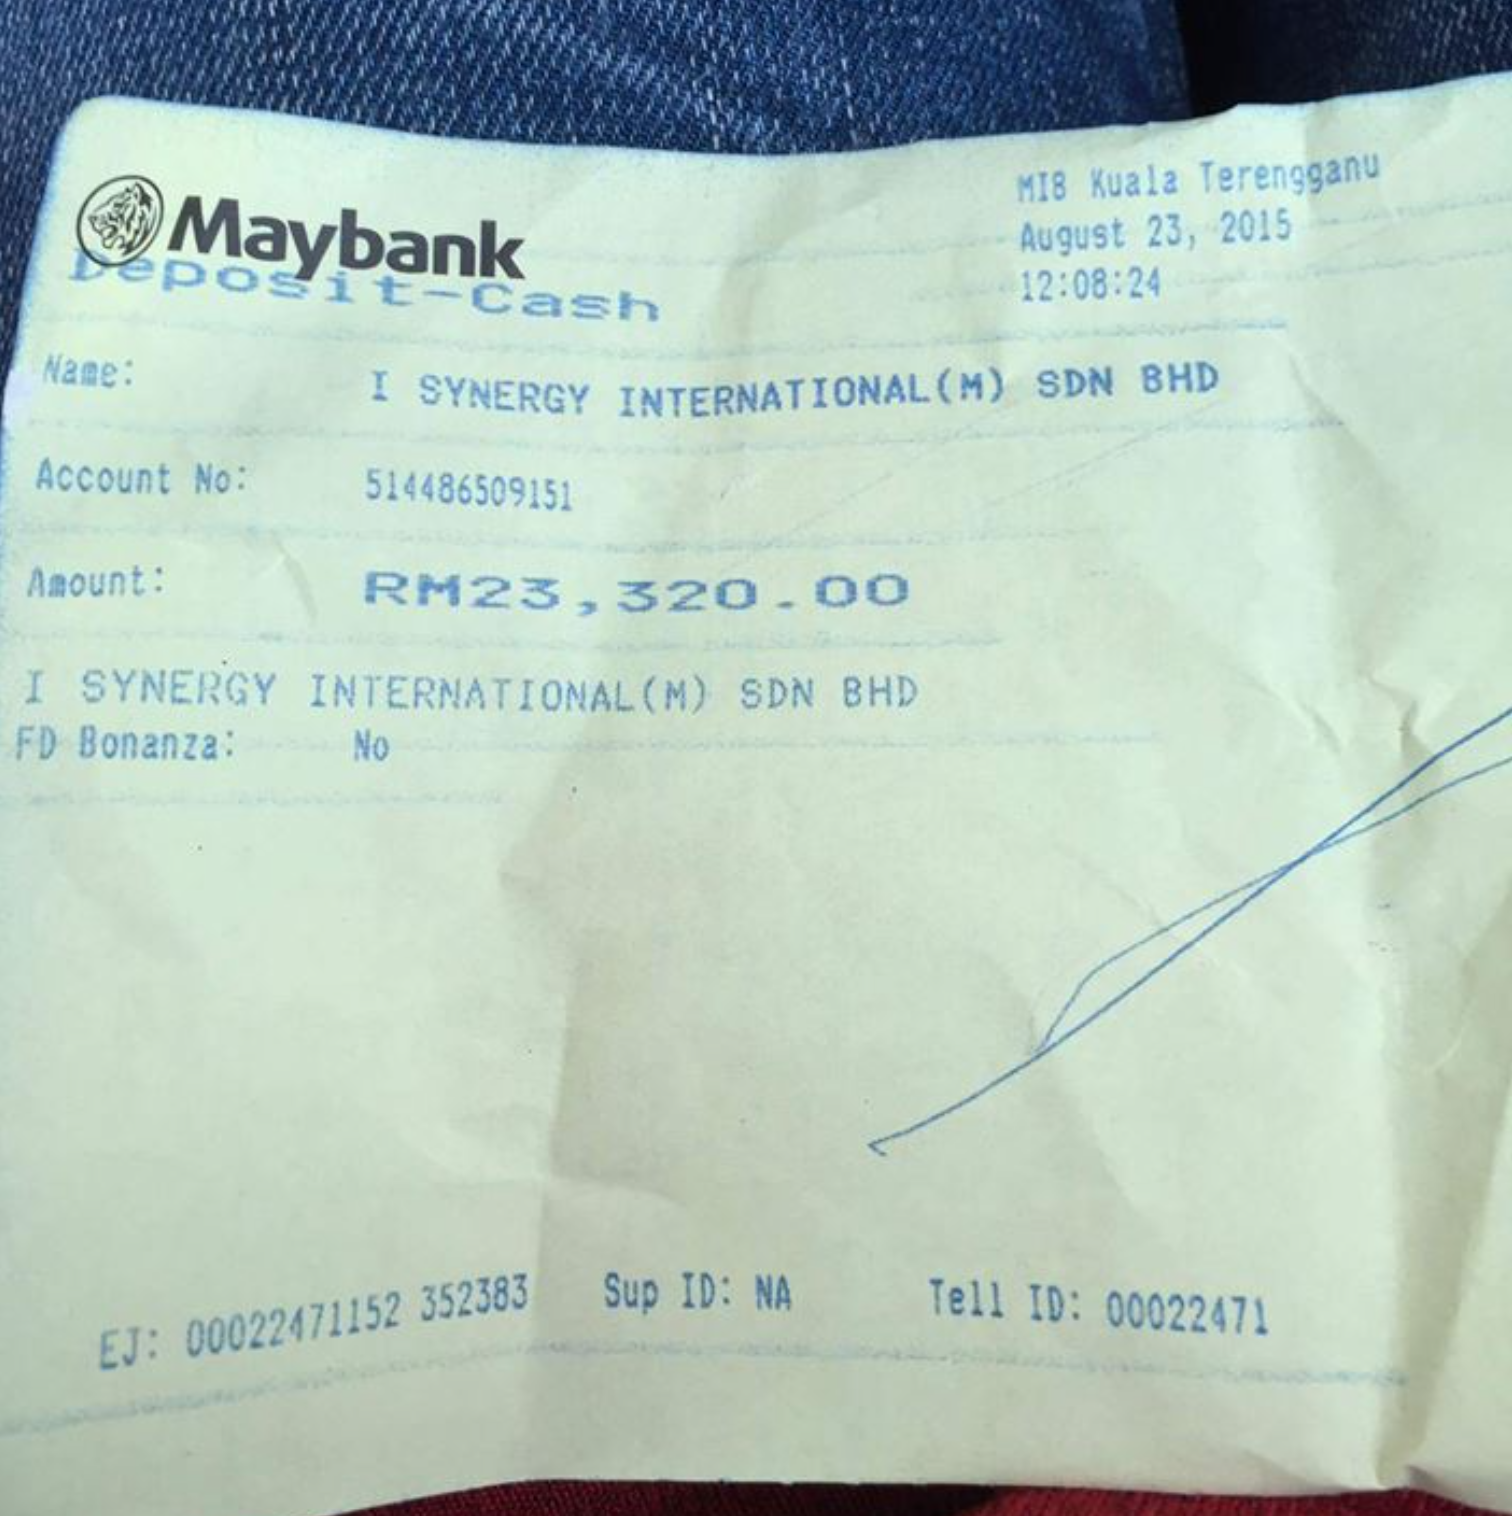 Maybank
Deposit-Cash
MI8 Kuala Terengganu
August 23, 2015
12:08:24
Name: I SYNERGY INTERNATIONAL(M) SDN BHD
Account No: 514486509151
Amount: RM23,320.00
I SYNERGY INTERNATIONAL(M) SDN BHD
FD Bonanza: No
EJ: 00022471152 352383 Sup ID: NA Tell ID: 00022471